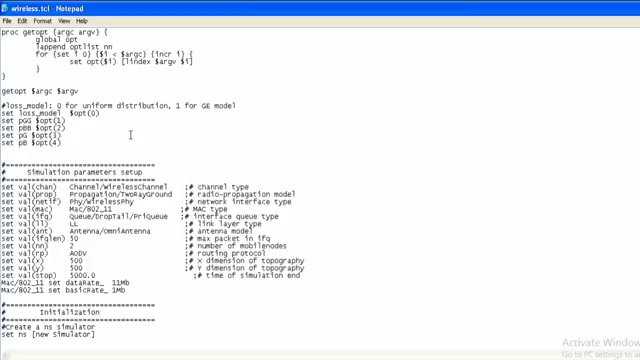 wireless.tcl - Notepad
File Edit Format View Help
proc getopt {argc argv} {
global opt
lappend optlist nn
for {set i 0} {$i < $argc} {incr i} {
set opt($i) [lindex $argv $i]
}
}
getopt $argc $argv
#loss_model: 0 for uniform distribution, 1 for GE model
set loss_model $opt(0)
set pGG $opt(1)
set pBB $opt(2)
set pG $opt(3)
set pB $opt(4)
#===================================
# Simulation parameters setup
#===================================
set val(chan) Channel/WirelessChannel ;# channel type
set val(prop) Propagation/TwoRayGround ;# radio-propagation model
set val(netif) Phy/WirelessPhy ;# network interface type
set val(mac) Mac/802_11 ;# MAC type
set val(ifq) Queue/DropTail/PriQueue ;# interface queue type
set val(ll) LL ;# link layer type
set val(ant) Antenna/OmniAntenna ;# antenna model
set val(ifqlen) 50 ;# max packet in ifq
set val(nn) 2 ;# number of mobilenodes
set val(rp) AODV ;# routing protocol
set val(x) 500 ;# X dimension of topography
set val(y) 500 ;# Y dimension of topography
set val(stop) 5000.0 ;# time of simulation end
Mac/802_11 set dataRate_ 11Mb
Mac/802_11 set basicRate_ 1Mb
#===================================
# Initialization
#===================================
#Create a ns simulator
set ns [new Simulator]
Activate Window
Go to PC settings to a